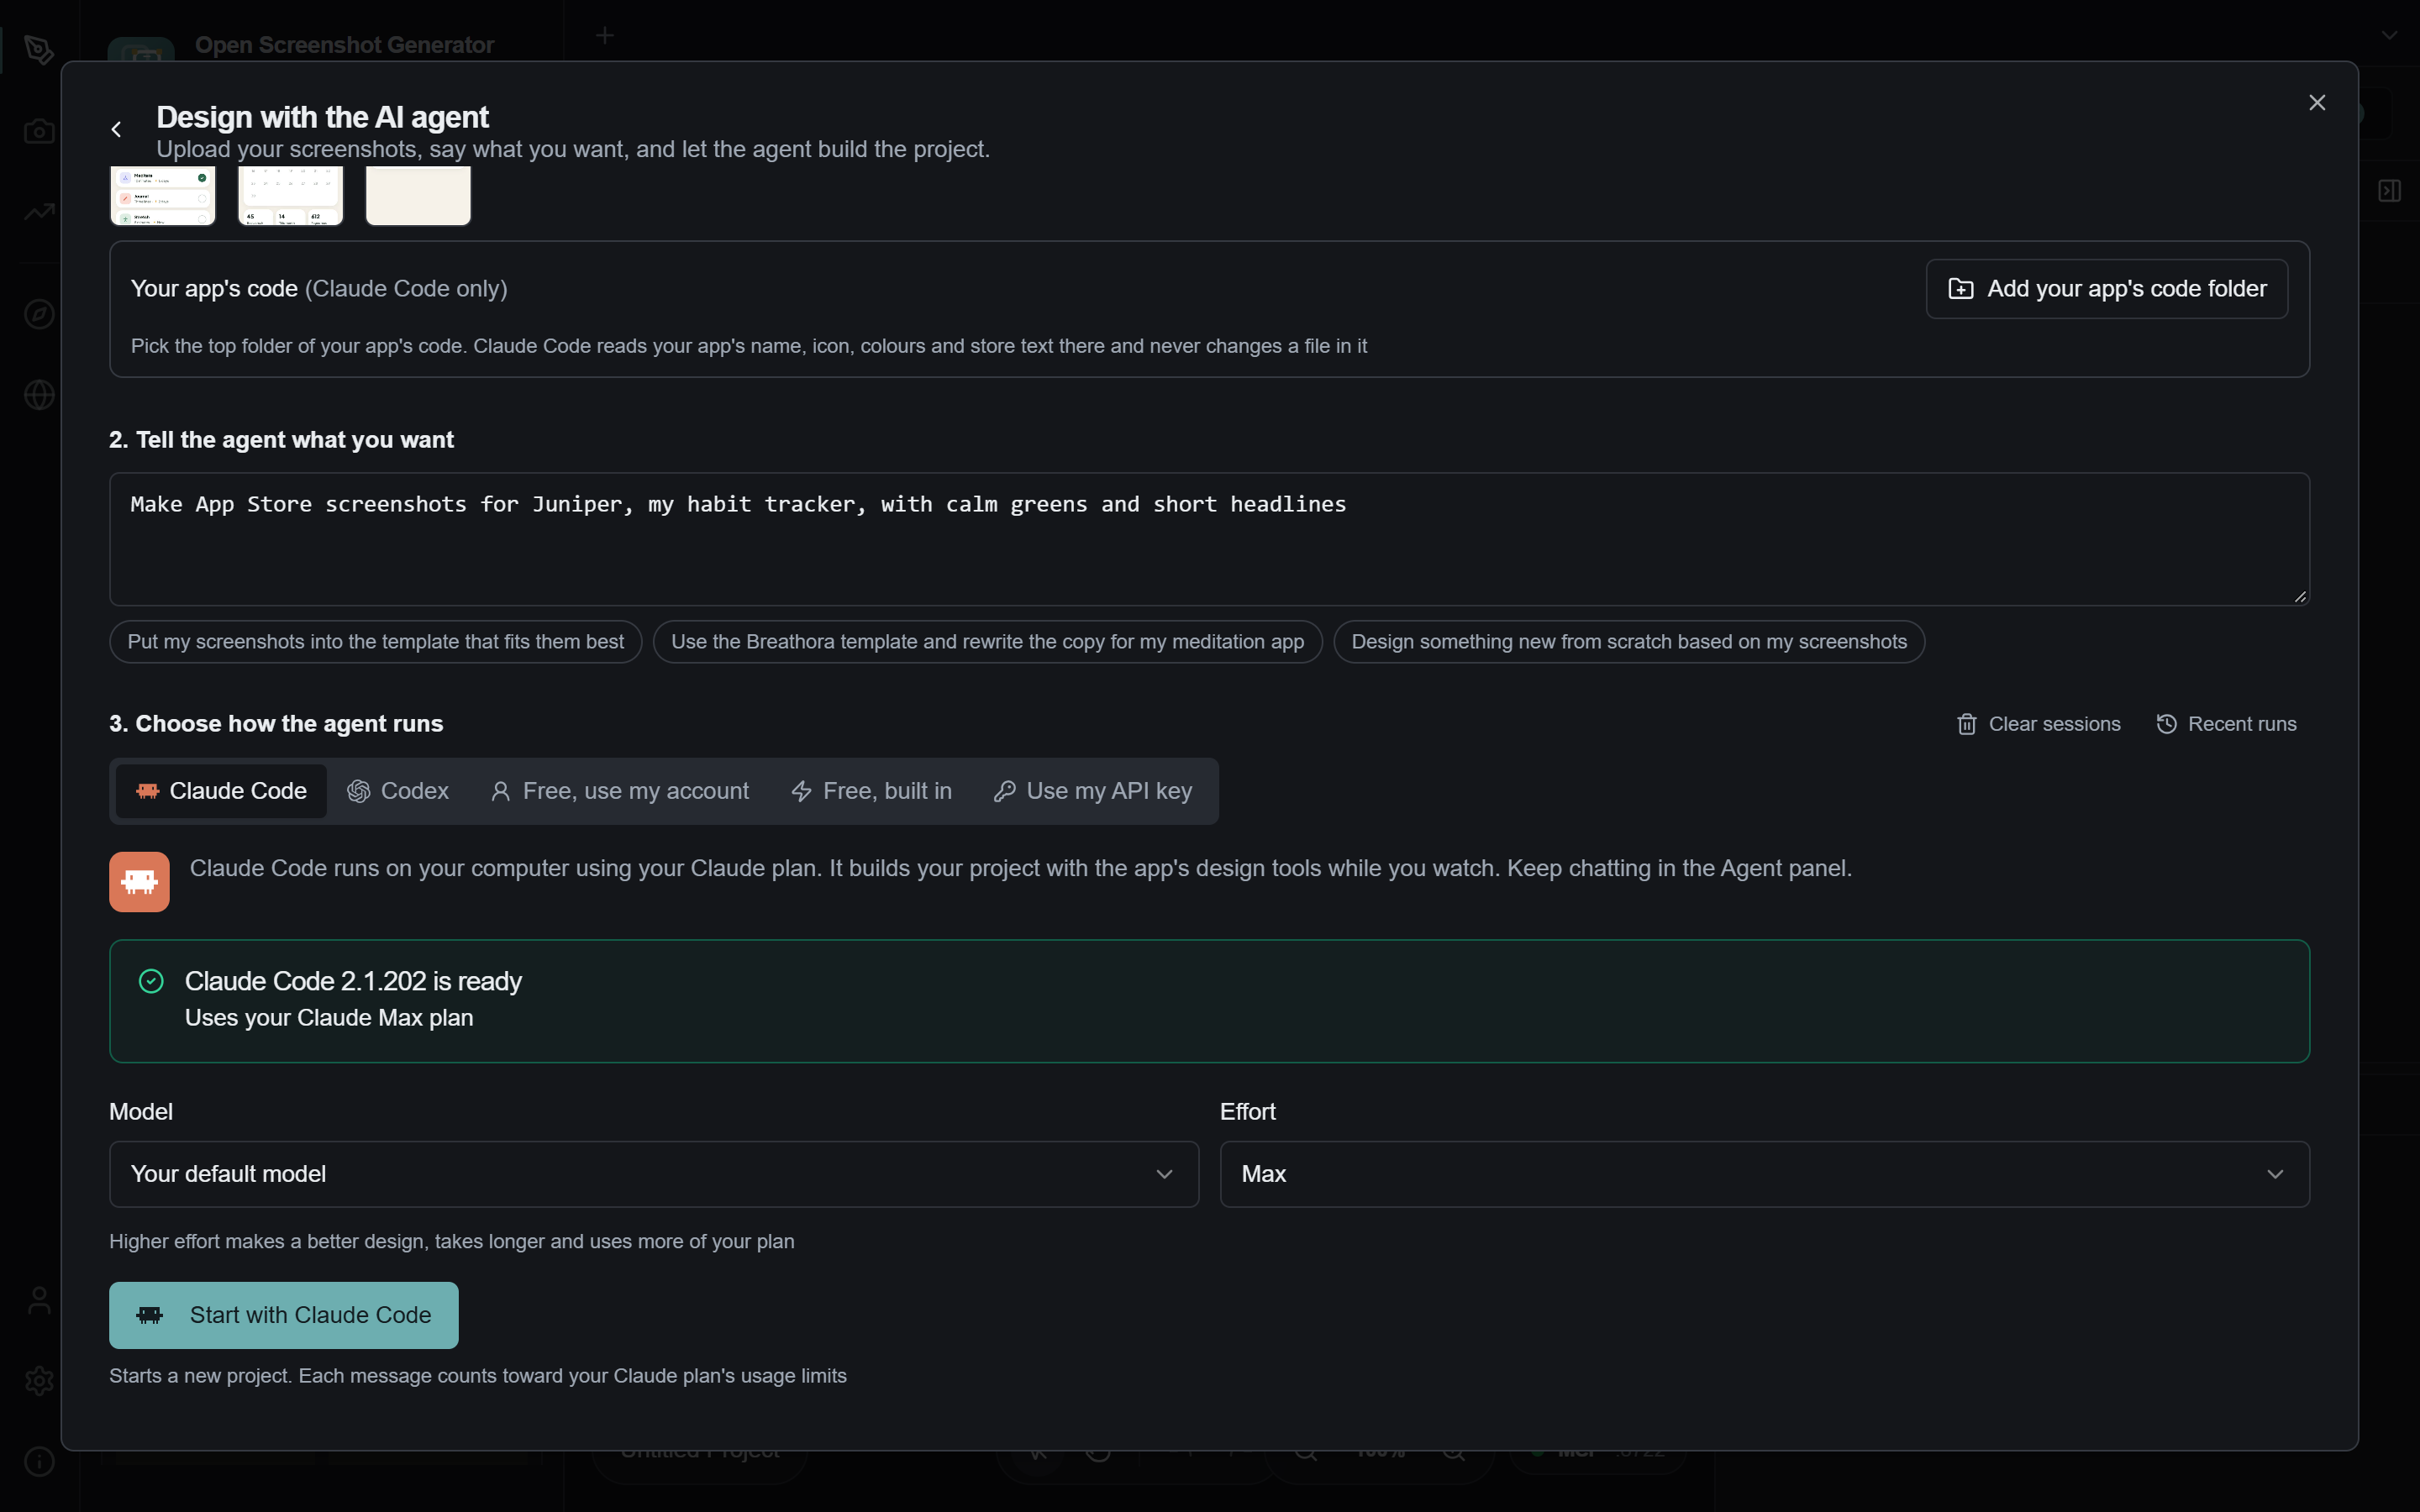 Open Screenshot Generator
Design with the AI agent
Upload your screenshots, say what you want, and let the agent build the project.
45
14
612
Your app's code (Claude Code only)
Add your app's code folder
Pick the top folder of your app's code. Claude Code reads your app's name, icon, colours and store text there and never changes a file in it
2. Tell the agent what you want
Make App Store screenshots for Juniper, my habit tracker, with calm greens and short headlines
Put my screenshots into the template that fits them best
Use the Breathora template and rewrite the copy for my meditation app
Design something new from scratch based on my screenshots
3. Choose how the agent runs
Clear sessions
Recent runs
Claude Code
Codex
Free, use my account
Free, built in
Use my API key
Claude Code runs on your computer using your Claude plan. It builds your project with the app's design tools while you watch. Keep chatting in the Agent panel.
Claude Code 2.1.202 is ready
Uses your Claude Max plan
Model
Effort
Your default model
Max
Higher effort makes a better design, takes longer and uses more of your plan
Start with Claude Code
Starts a new project. Each message counts toward your Claude plan's usage limits
Untitled Project
100%